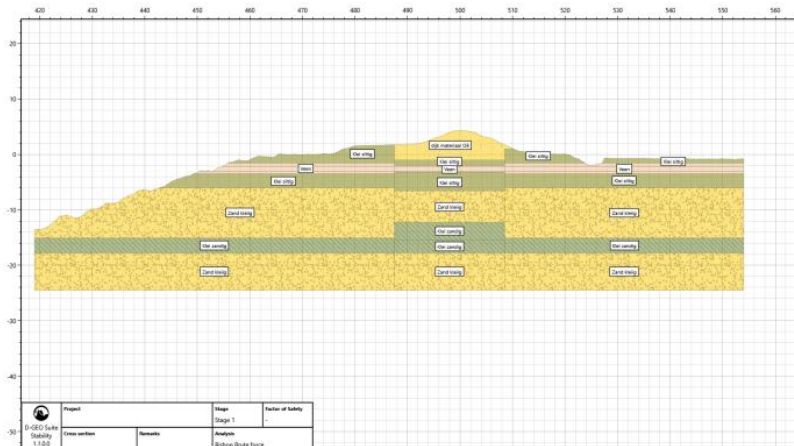 420 430 440 450 460 470 480 490 500 510 520 530 540 550 560
20
10
0
-10
-20
-30
-40
-50
dijk materiaal OB
Klei siltig
Klei siltig
Klei siltig
Klei siltig
Veen
Veen
Veen
Klei siltig
Klei siltig
Klei siltig
Zand kleiig
Zand kleiig
Zand kleiig
Klei zandig
Klei zandig
Klei zandig
Klei zandig
Zand kleiig
Zand kleiig
Zand kleiig
Project
Stage
Factor of Safety
Stage 1
-
D-GEO Suite
Stability
1.1.0.0
Cross section
Remarks
Analysis
Bishop Brute force